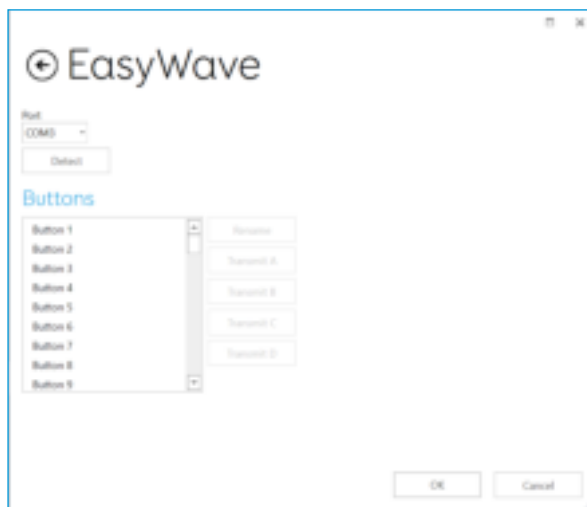 EasyWave
Port:
COM3
Detect
Buttons
Button 1
Button 2
Button 3
Button 4
Button 5
Button 6
Button 7
Button 8
Button 9
Rename
Transmit A
Transmit B
Transmit C
Transmit D
OK
Cancel